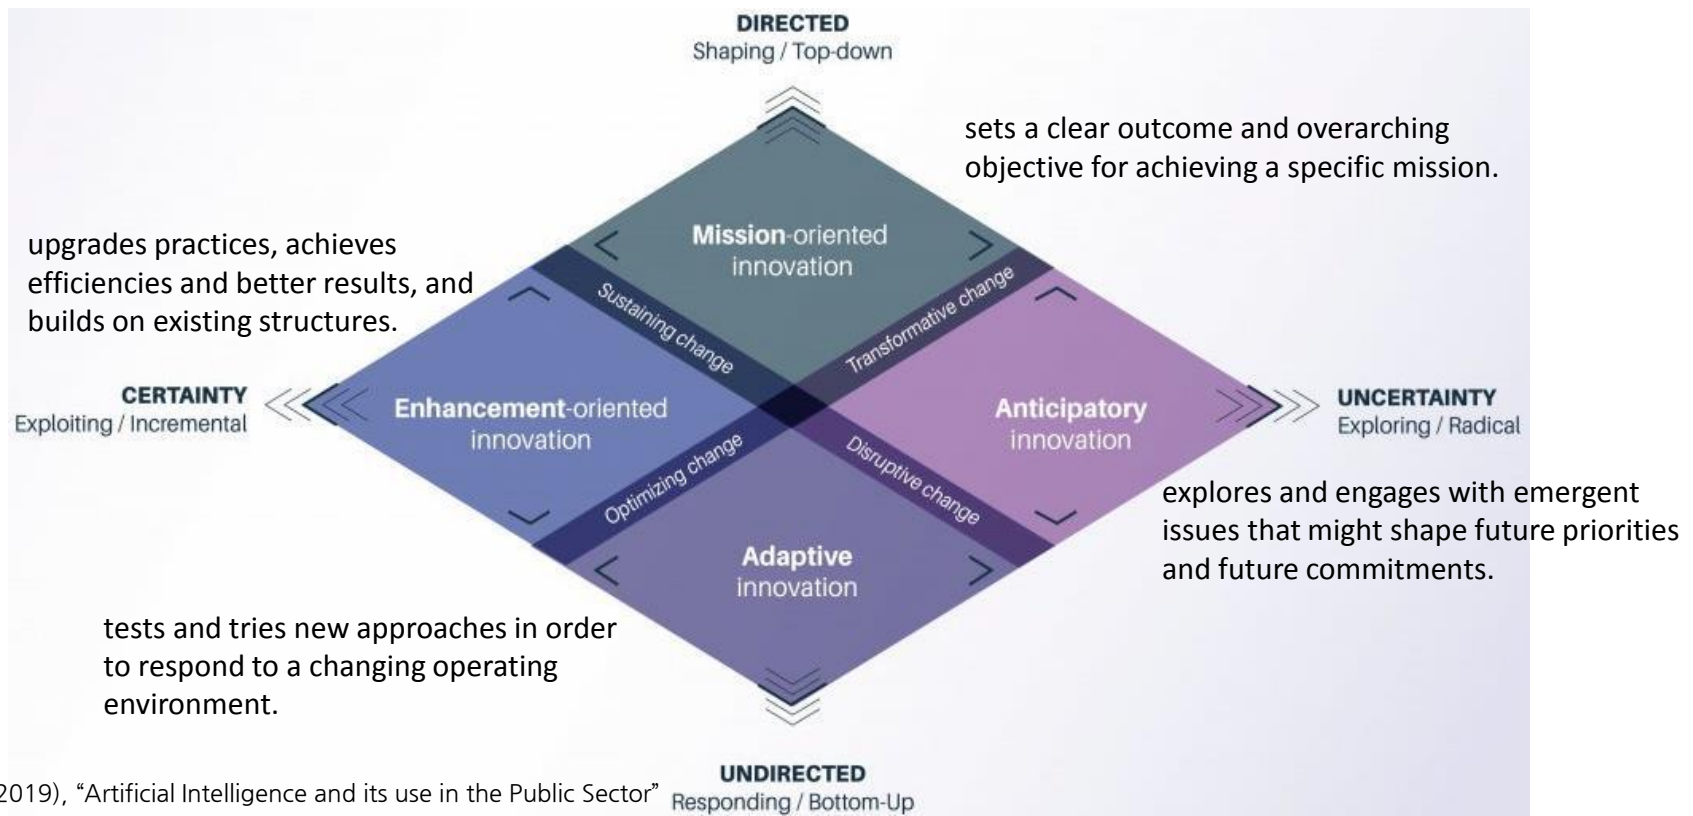 DIRECTED
Shaping / Top-down
sets a clear outcome and overarching
objective for achieving a specific mission.
Mission-oriented
innovation
upgrades practices, achieves
efficiencies and better results, and
builds on existing structures.
Sustaining change
Transformative change
CERTAINTY
Exploiting / Incremental
Enhancement-oriented
innovation
Anticipatory
innovation
UNCERTAINTY
Exploring / Radical
Optimizing change
Disruptive change
explores and engages with emergent
issues that might shape future priorities
and future commitments.
Adaptive
innovation
tests and tries new approaches in order
to respond to a changing operating
environment.
UNDIRECTED
Responding / Bottom-Up
2019), “Artificial Intelligence and its use in the Public Sector”